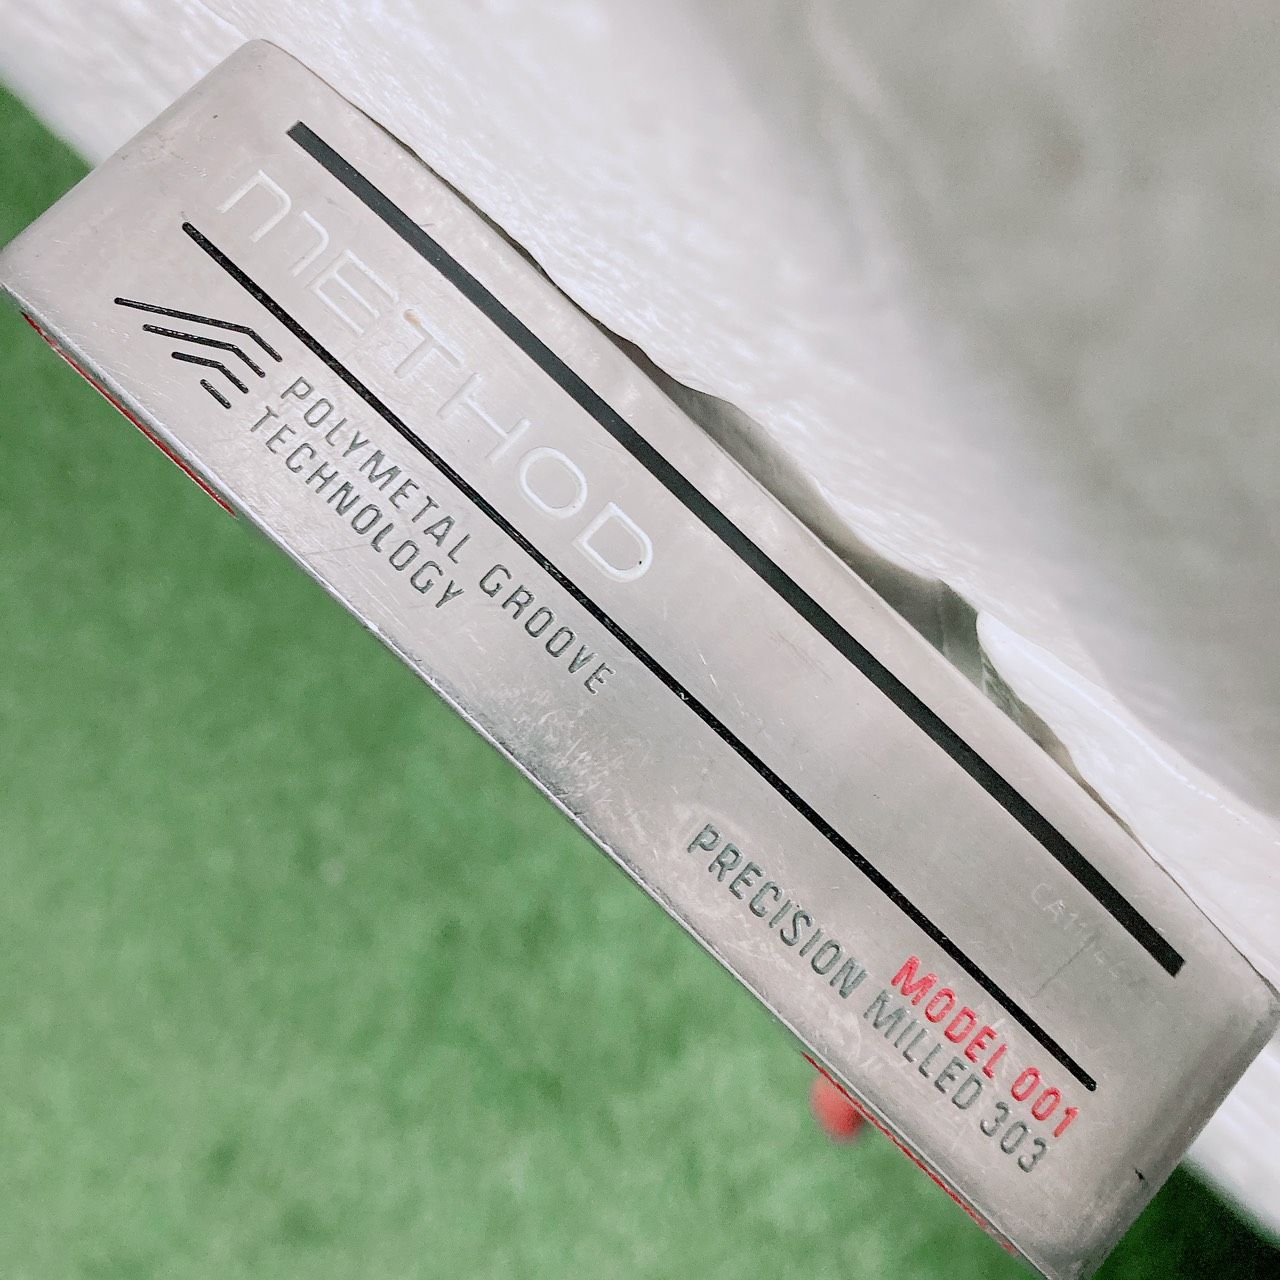 METHOD
POLYMETAL GROOVE
TECHNOLOGY
MODEL 001
PRECISION MILLED 303